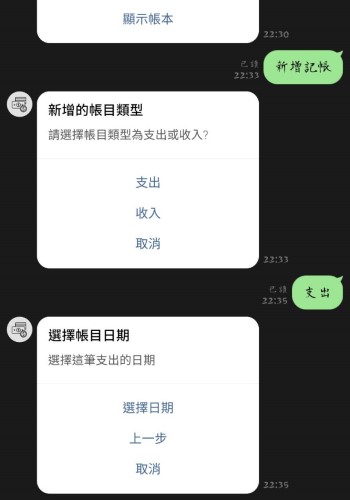 顯示帳本
22:30
已讀
22:33
新增記帳
新增的帳目類型
請選擇帳目類型為支出或收入?
支出
收入
取消
22:33
已讀
22:35
支出
選擇帳目日期
選擇這筆支出的日期
選擇日期
上一步
取消
22:35